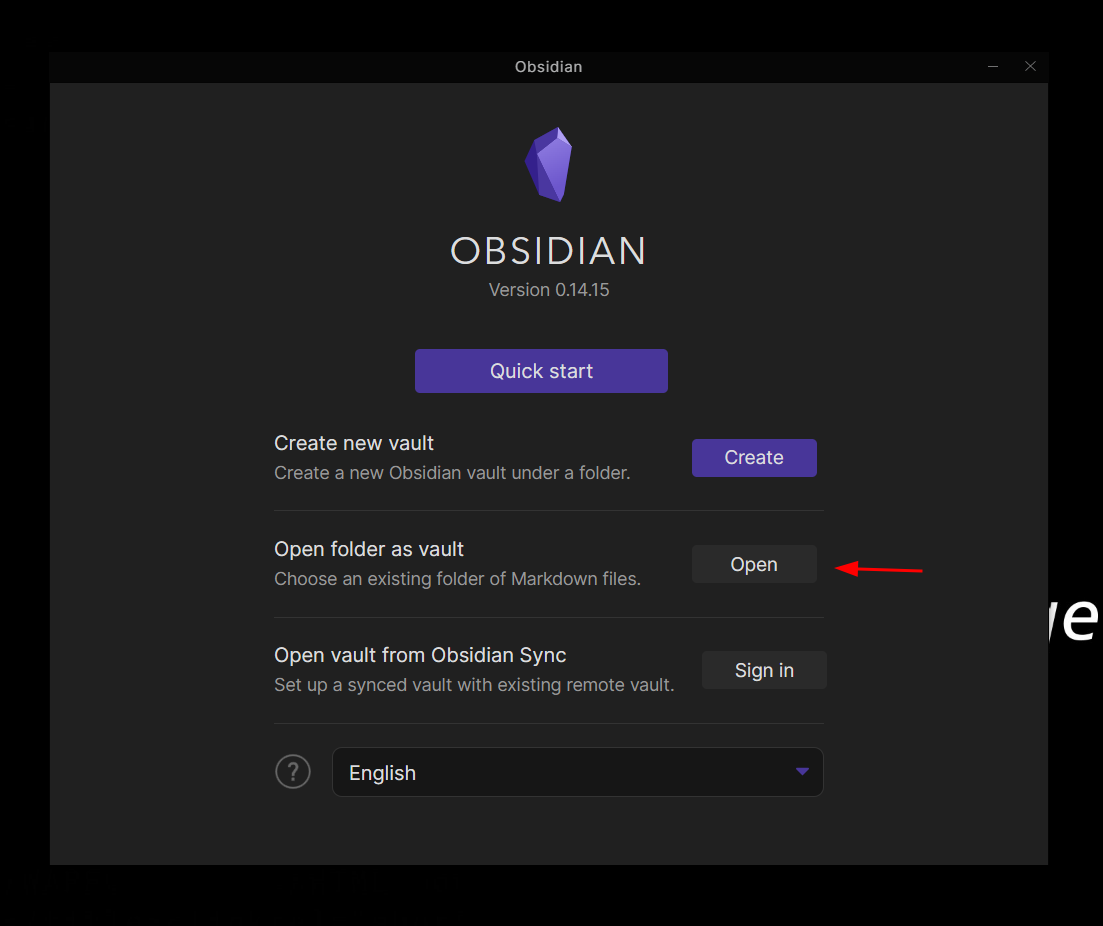 Obsidian
OBSIDIAN
Version 0.14.15
Quick start
Create new vault
Create a new Obsidian vault under a folder.
Create
Open folder as vault
Choose an existing folder of Markdown files.
Open
Open vault from Obsidian Sync
Set up a synced vault with existing remote vault.
Sign in
?
English